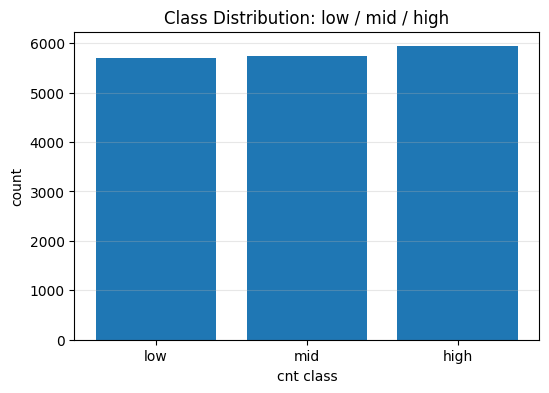 Class Distribution: low / mid / high
6000
5000
4000
3000
2000
1000
0
count
low mid high
cnt class